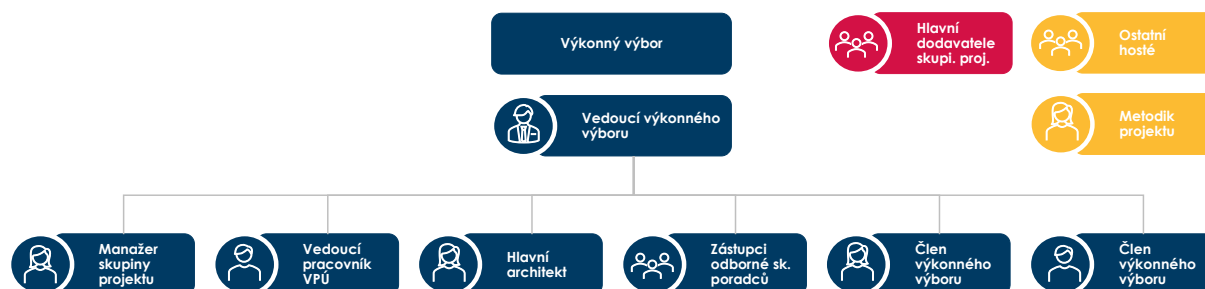 Výkonný výbor
Hlavní
dodavatele
skupi. proj.
Ostatní
hosté
Vedoucí výkonného
výboru
Metodik
projektu
Manažer
skupiny
projektu
Vedoucí
pracovník
VPÚ
Hlavní
architekt
Zástupci
odborné sk.
poradců
Člen
výkonného
výboru
Člen
výkonného
výboru